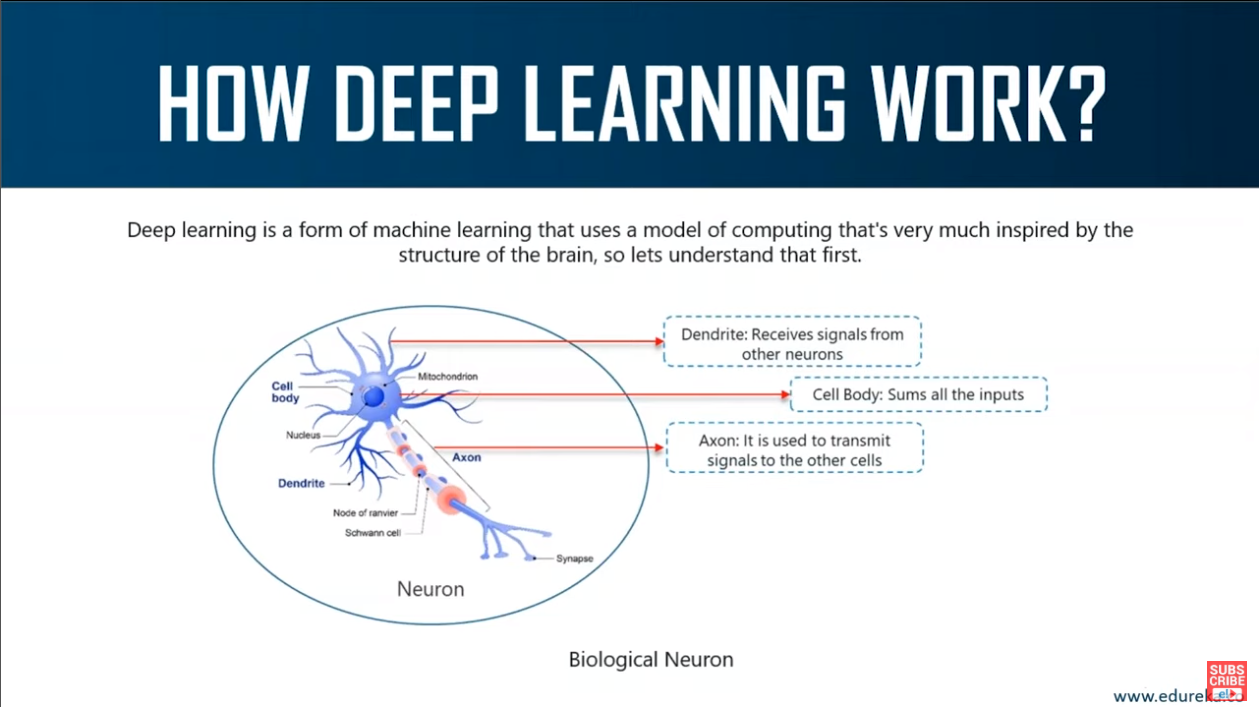 HOW DEEP LEARNING WORK?
Deep learning is a form of machine learning that uses a model of computing that's very much inspired by the
structure of the brain, so lets understand that first.
Dendrite: Receives signals from
other neurons
Mitochondrion
Cell
body
Cell Body: Sums all the inputs
Nucleus
Axon: It is used to transmit
signals to the other cells
Axon
Dendrite
Node of ranvier
Schwann cell
Synapse
Neuron
Biological Neuron
SUBS
CRIBE
www.edureka.co